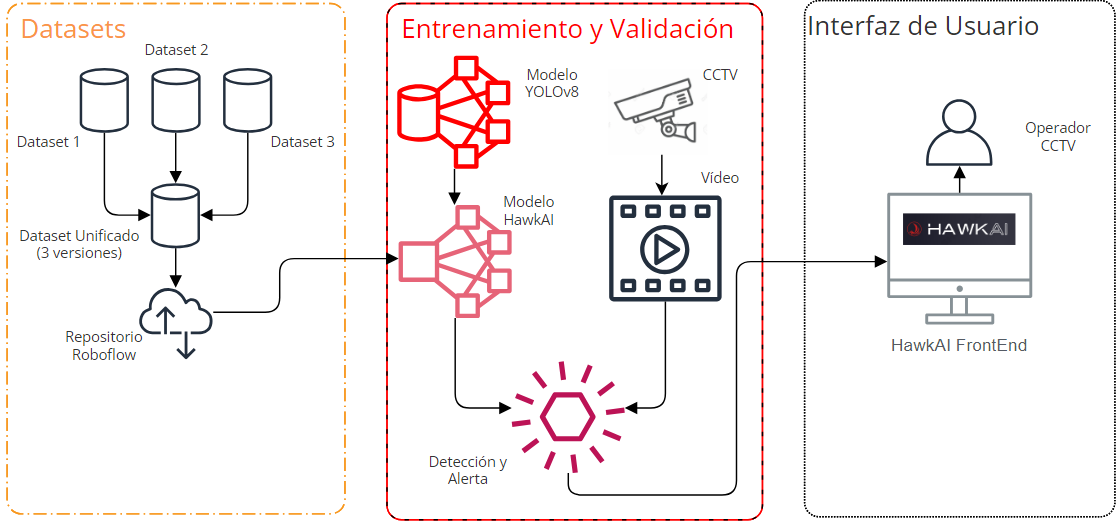 Datasets
Dataset 2
Dataset 1
Dataset 3
Dataset Unificado
(3 versiones)
Repositorio
Roboflow
Entrenamiento y Validación
Modelo
YOLOv8
CCTV
Modelo
HawkAI
Vídeo
Detección y
Alerta
Interfaz de Usuario
Operador
CCTV
HAWKAI
HawkAI FrontEnd